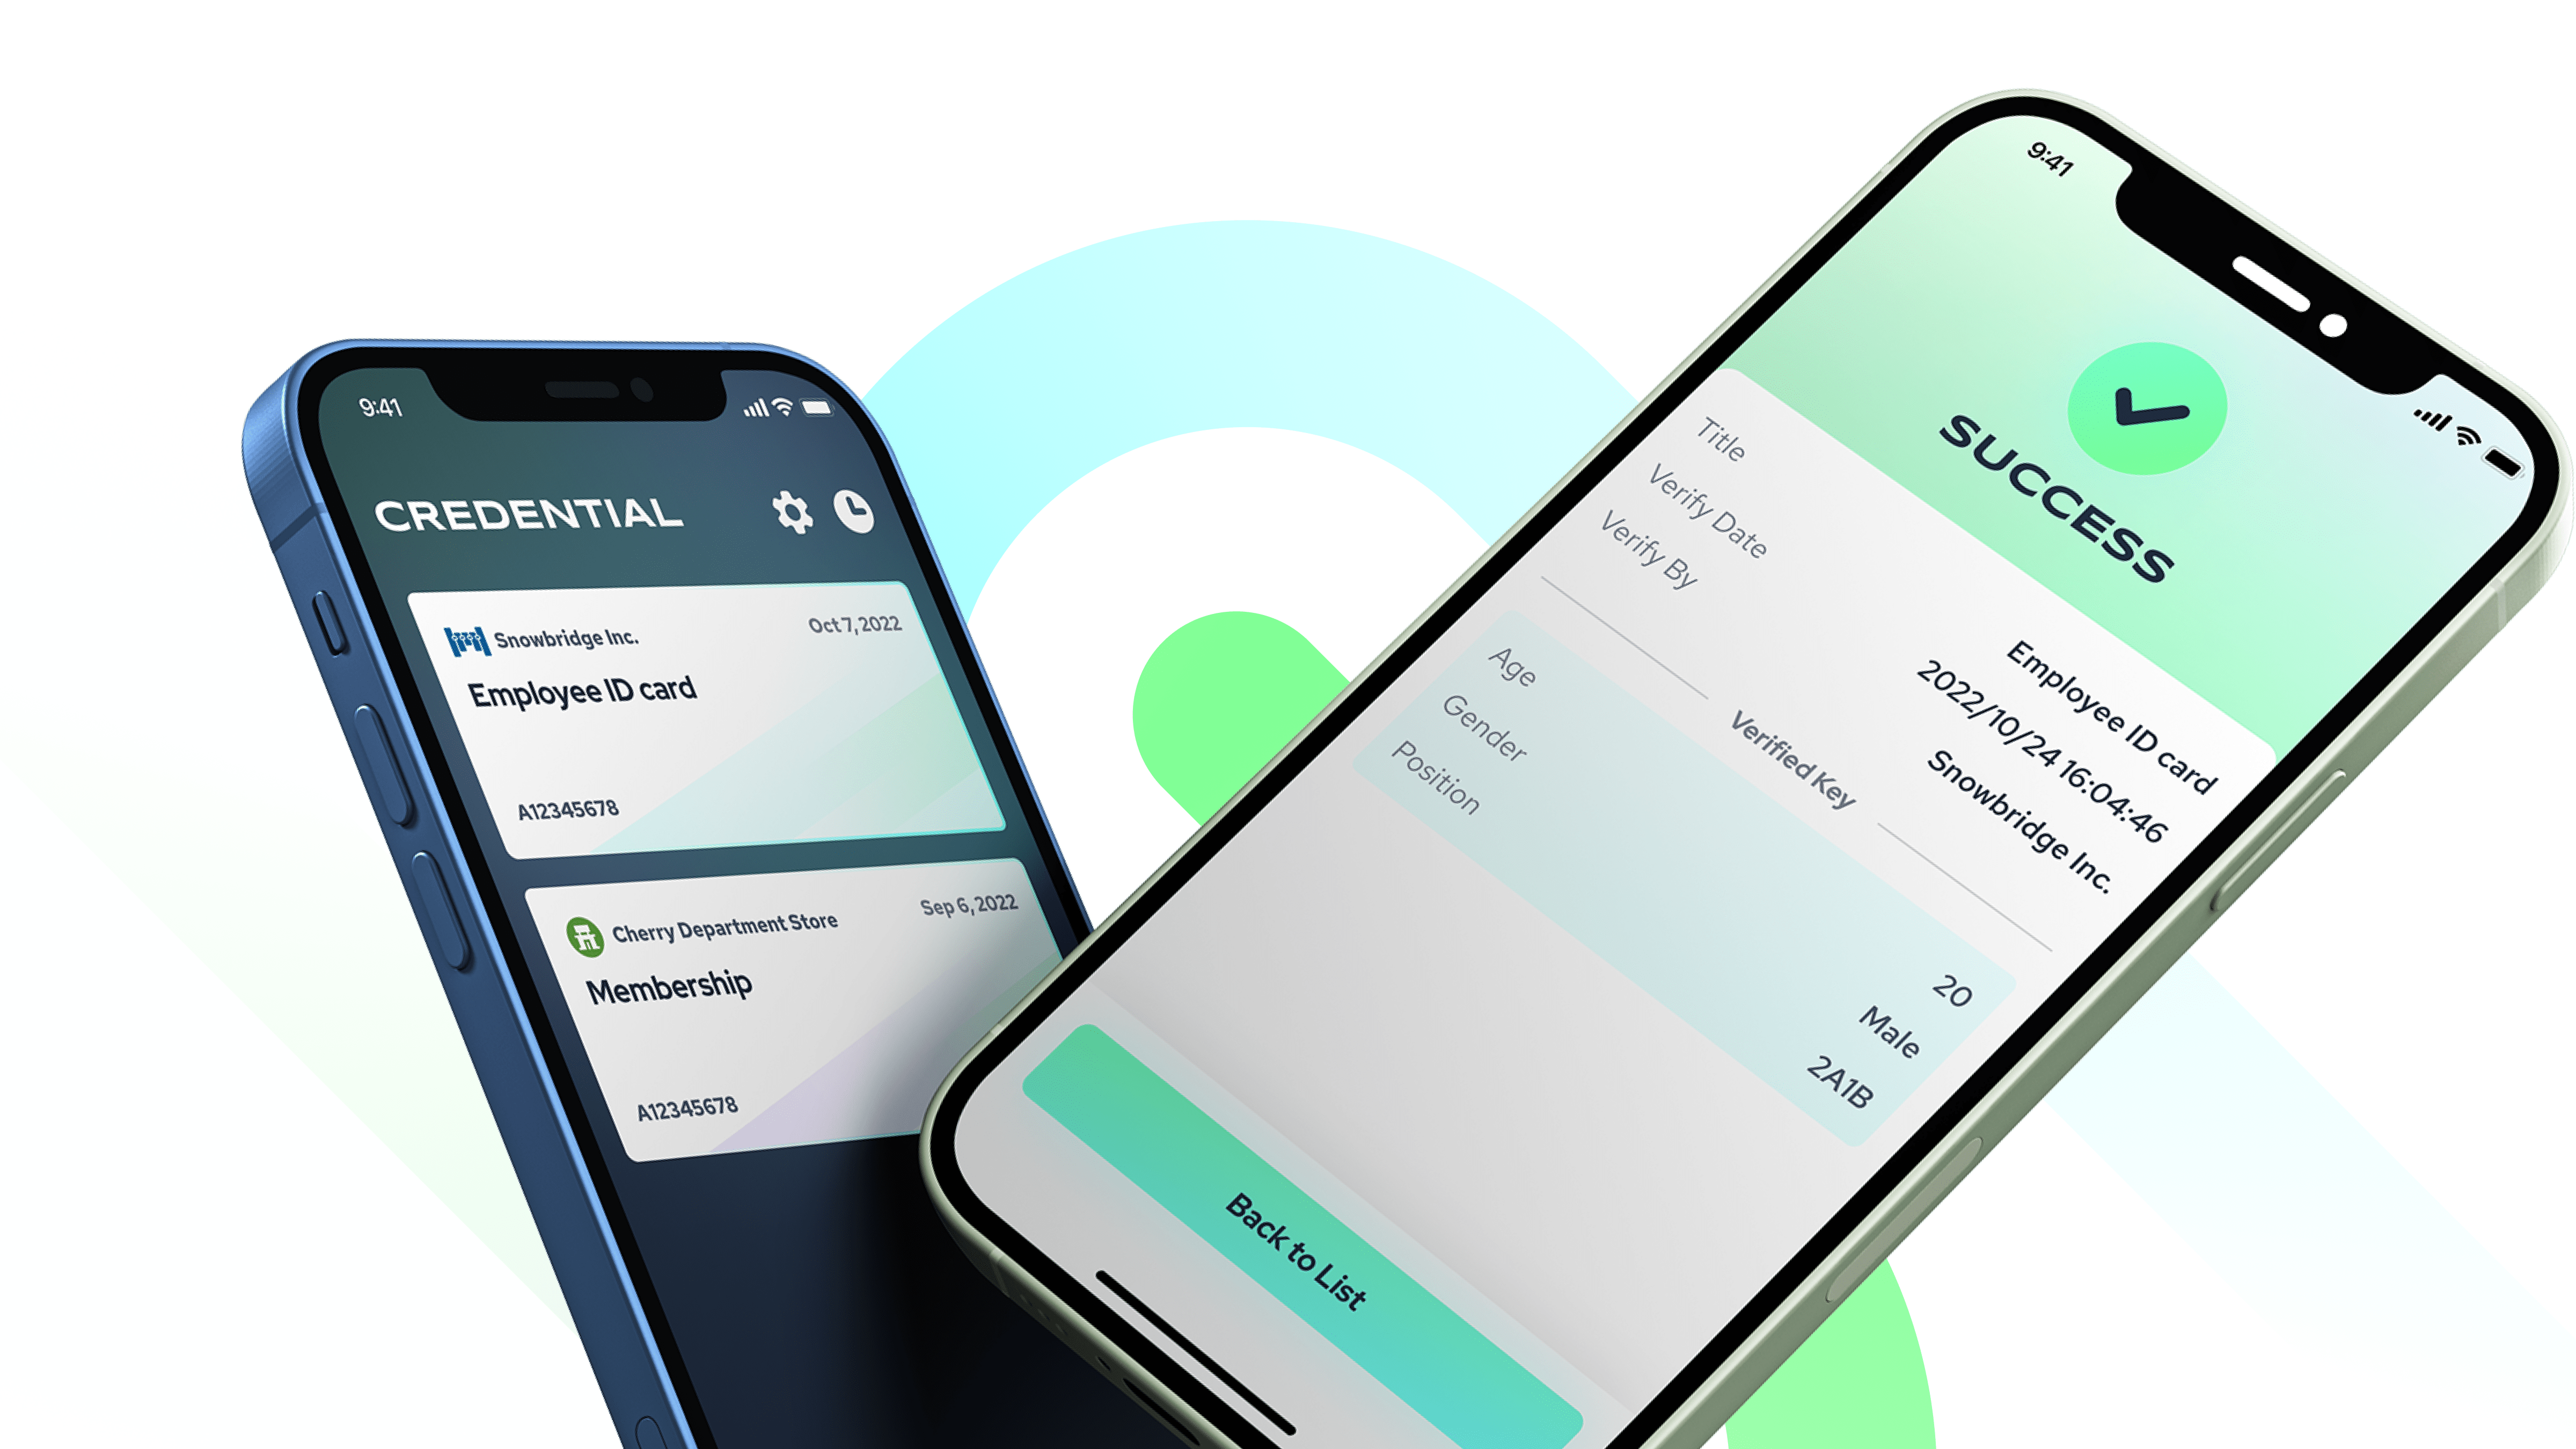 9:41
CREDENTIAL
Snowbridge Inc.
Oct 7, 2022
Employee ID card
A12345678
Cherry Department Store
Sep 6, 2022
Membership
A12345678
9:41
SUCCESS
Title Employee ID card
Verify Date 2022/10/24 16:04:46
Verify By Snowbridge Inc.
Verified Key
Age 20
Gender Male
Position 2A1B
Back to List